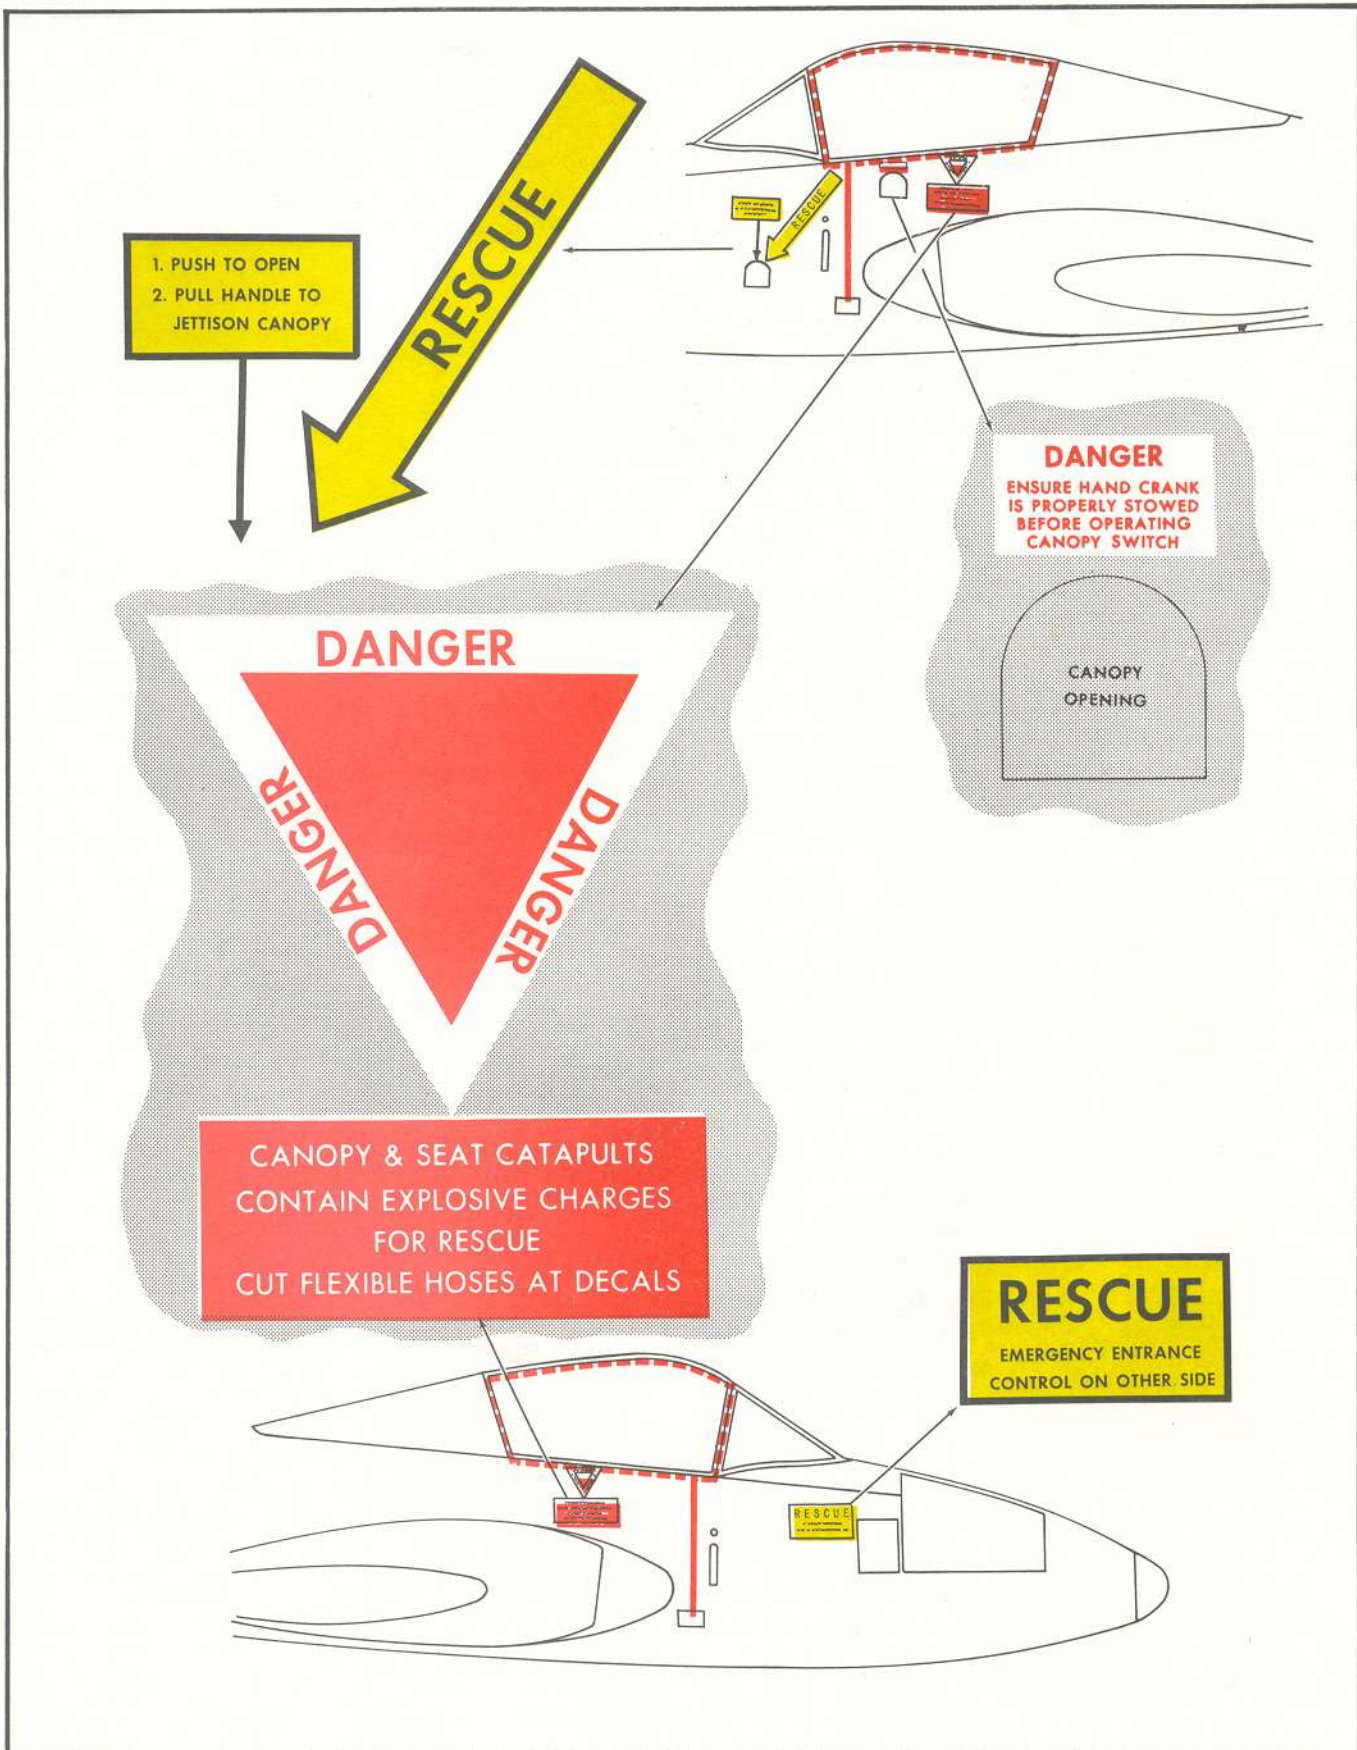 1. PUSH TO OPEN
2. PULL HANDLE TO
JETTISON CANOPY
RESCUE
RESCUE
DANGER
ENSURE HAND CRANK
IS PROPERLY STOWED
BEFORE OPERATING
CANOPY SWITCH
CANOPY
OPENING
DANGER
DANGER
DANGER
CANOPY & SEAT CATAPULTS
CONTAIN EXPLOSIVE CHARGES
FOR RESCUE
CUT FLEXIBLE HOSES AT DECALS
RESCUE
EMERGENCY ENTRANCE
CONTROL ON OTHER SIDE
RESCUE